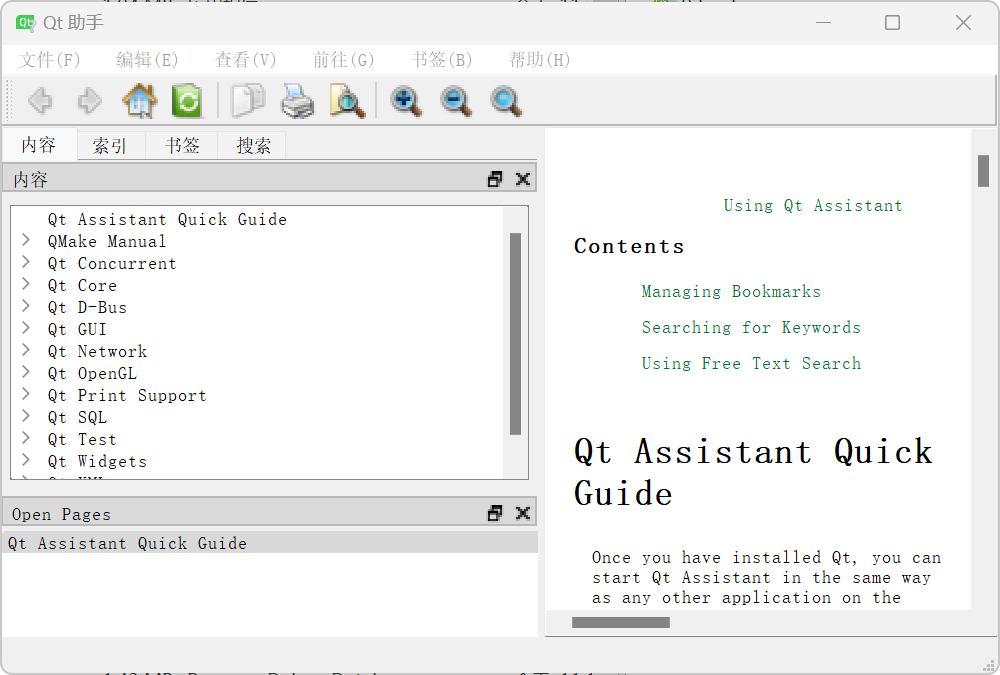 Qt 助手
文件(F) 编辑(E) 查看(V) 前往(G) 书签(B) 帮助(H)
内容 索引 书签 搜索
内容
Qt Assistant Quick Guide
QMake Manual
Qt Concurrent
Qt Core
Qt D-Bus
Qt GUI
Qt Network
Qt OpenGL
Qt Print Support
Qt SQL
Qt Test
Qt Widgets
Open Pages
Qt Assistant Quick Guide
Using Qt Assistant
Contents
Managing Bookmarks
Searching for Keywords
Using Free Text Search
Qt Assistant Quick
Guide
Once you have installed Qt, you can
start Qt Assistant in the same way
as any other application on the